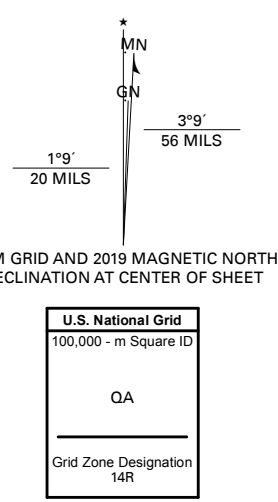 ★
MN
GN
3°9´
56 MILS
1°9´
20 MILS
GRID AND 2019 MAGNETIC NORTH
AT CENTER OF SHEET
U.S. National Grid
100,000 - m Square ID
QA
Grid Zone Designation
14R